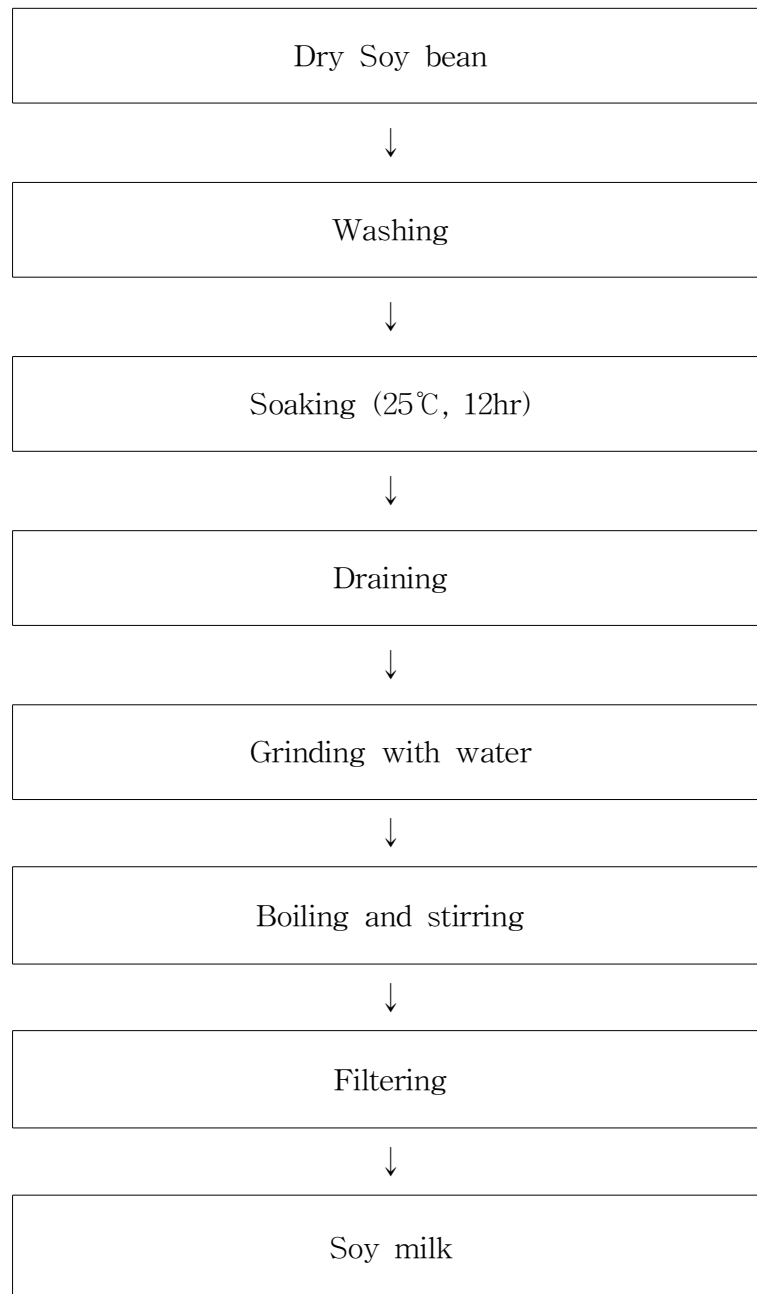 Dry Soy bean
↓
Washing
↓
Soaking (25℃, 12hr)
↓
Draining
↓
Grinding with water
↓
Boiling and stirring
↓
Filtering
↓
Soy milk